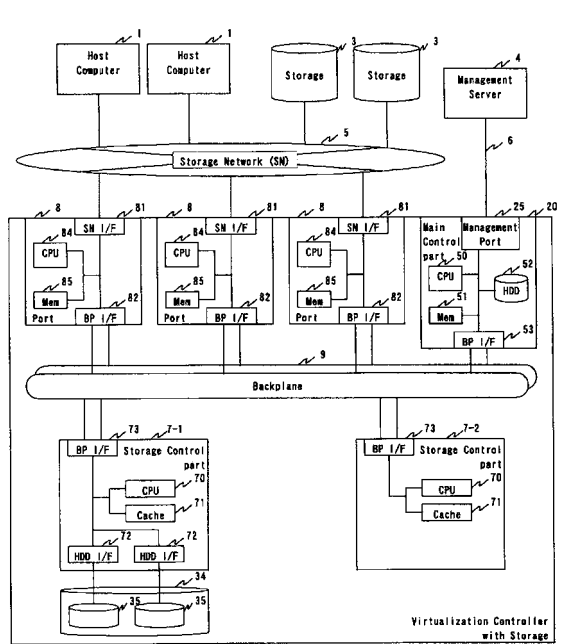 1
1
3
3
Host
Computer
Host
Computer
Storage
Storage
4
Management
Server
5
Storage Network (SN)
6
8
81
8
81
8
81
25
20
SN I/F
SN I/F
SN I/F
Main
Control
part
Management
Port
84
CPU
84
CPU
84
CPU
50
CPU
52
HDD
85
Mem
85
Mem
85
Mem
51
Mem
82
Port
BP I/F
82
Port
BP I/F
82
Port
BP I/F
53
BP I/F
9
Backplane
73
7-1
BP I/F
Storage Control
part
70
CPU
71
Cache
72
72
HDD I/F
HDD I/F
34
35
35
73
7-2
BP I/F
Storage Control
part
70
CPU
71
Cache
Virtualization Controller
with Storage